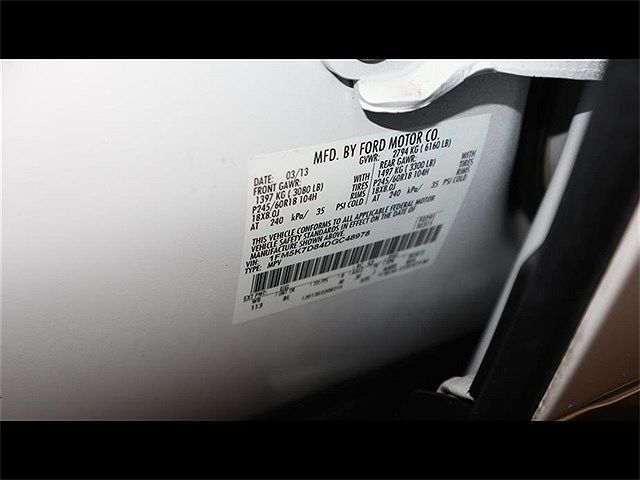 MFD. BY FORD MOTOR CO.
DATE: 03/13 GVWR: 2794 KG ( 6160 LB)
FRONT GAWR: REAR GAWR:
1397 KG ( 3080 LB) WITH 1497 KG ( 3300 LB) WITH
P245/60R18 104H TIRES P245/60R18 104H TIRES
18X8.0J RIMS 18X8.0J RIMS
AT 240 kPa/ 35 PSI COLD AT 240 kPa/ 35 PSI COLD
THIS VEHICLE CONFORMS TO ALL APPLICABLE FEDERAL MOTOR
VEHICLE SAFETY STANDARDS IN EFFECT ON THE DATE OF
MANUFACTURE SHOWN ABOVE.
VIN: 1FM5K7D84DGC48978
TYPE: MPV
EXT PNT:
113